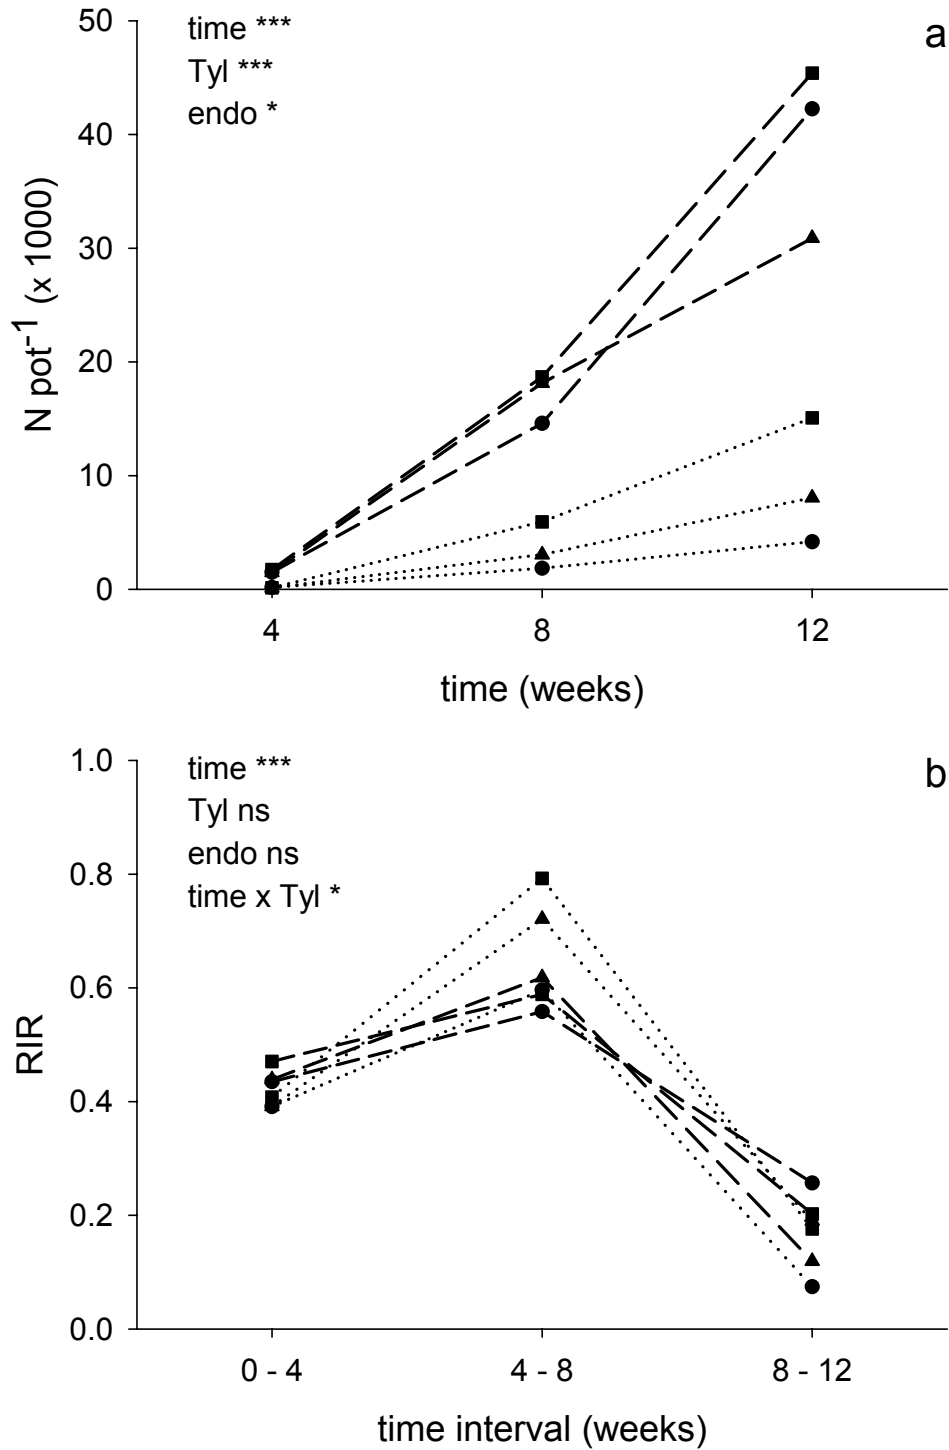 a
time ***
Tyl ***
endo *
50
40
30
20
10
0
N pot⁻¹ (x 1000)
4 8 12
time (weeks)
b
time ***
Tyl ns
endo ns
time x Tyl *
1.0
0.8
0.6
0.4
0.2
0.0
RIR
0 - 4 4 - 8 8 - 12
time interval (weeks)